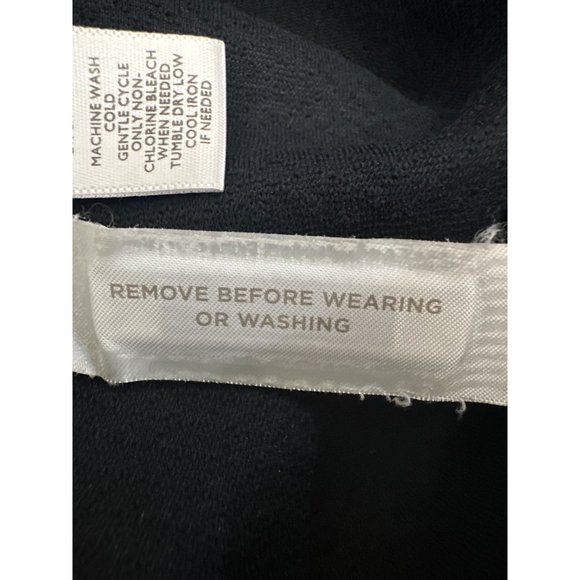 MACHINE WASH
COLD
GENTLE CYCLE
ONLY NON-
CHLORINE BLEACH
WHEN NEEDED
TUMBLE DRY LOW
COOL IRON
IF NEEDED
REMOVE BEFORE WEARING
OR WASHING